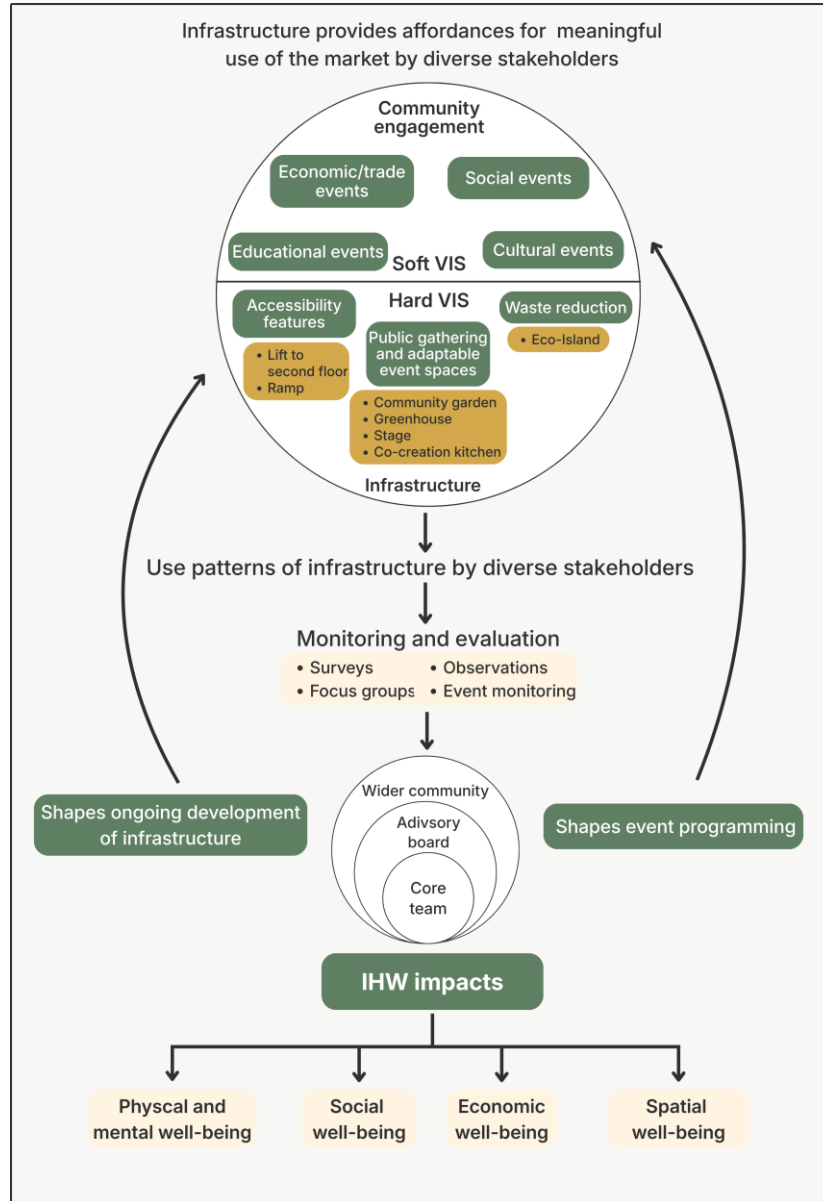 Infrastructure provides affordances for meaningful
use of the market by diverse stakeholders
Community
engagement
Economic/trade
events
Social events
Educational events
Cultural events
Soft VIS
Hard VIS
Accessibility
features
• Lift to
second floor
• Ramp
Public gathering
and adaptable
event spaces
• Community garden
• Greenhouse
• Stage
• Co-creation kitchen
Waste reduction
• Eco-Island
Infrastructure
Use patterns of infrastructure by diverse stakeholders
Monitoring and evaluation
• Surveys
• Focus groups
• Observations
• Event monitoring
Shapes ongoing development
of infrastructure
Wider community
Adivsory
board
Core
team
Shapes event programming
IHW impacts
Physcal and
mental well-being
Social
well-being
Economic
well-being
Spatial
well-being